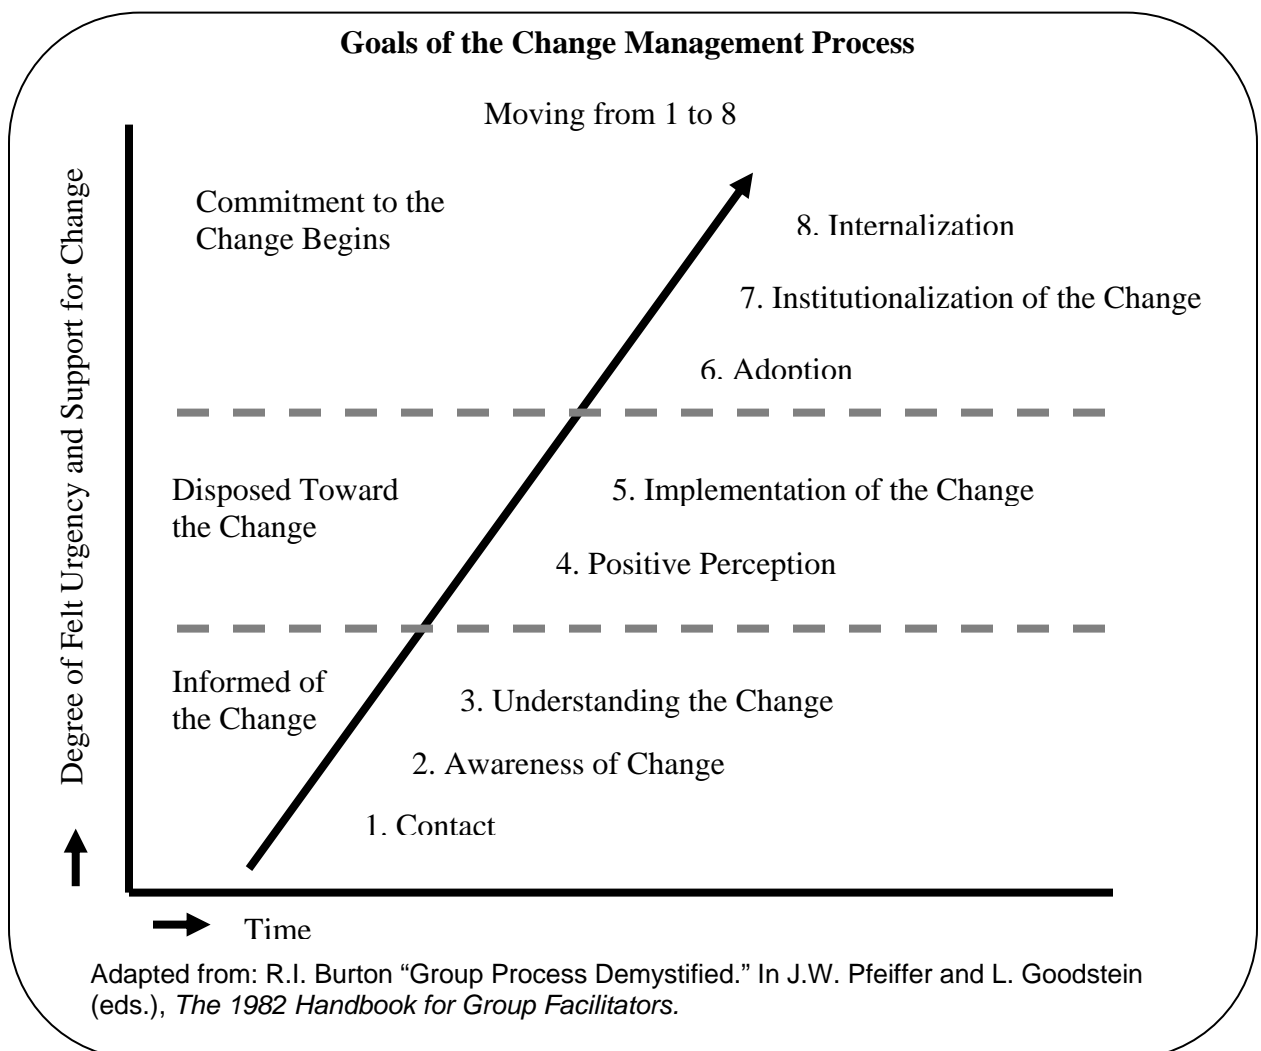 Goals of the Change Management Process
Moving from 1 to 8
Degree of Felt Urgency and Support for Change
Commitment to the
Change Begins
8. Internalization
7. Institutionalization of the Change
6. Adoption
Disposed Toward
the Change
5. Implementation of the Change
4. Positive Perception
Informed of
the Change
3. Understanding the Change
2. Awareness of Change
1. Contact
Time
Adapted from: R.I. Burton “Group Process Demystified.” In J.W. Pfeiffer and L. Goodstein
(eds.), The 1982 Handbook for Group Facilitators.